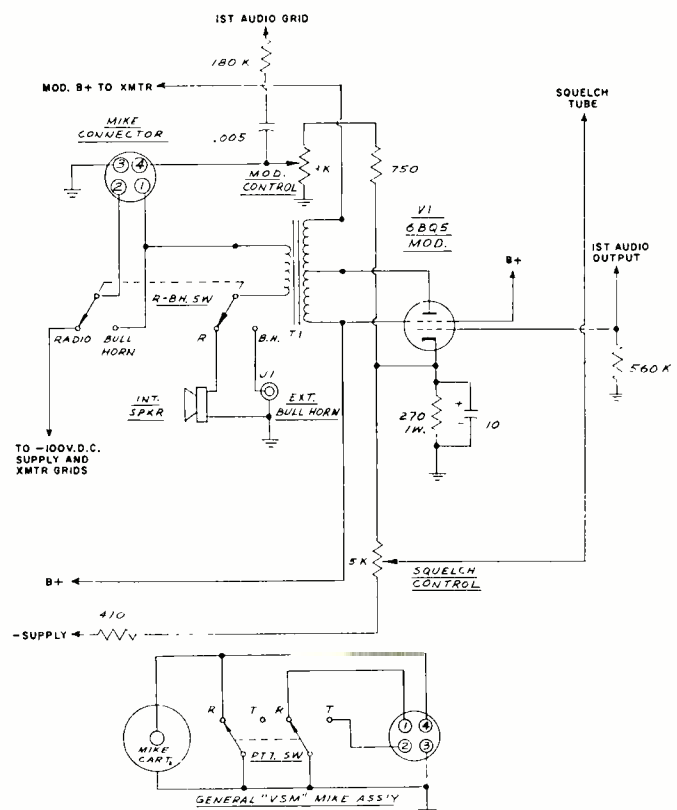 1ST AUDIO GRID
180 K
MOD. B+ TO XMTR
SQUELCH
TUBE
MIKE
CONNECTOR
.005
3 4
2 1
MOD.
CONTROL
1K
750
V1
6BQ5
MOD.
B+
1ST AUDIO
OUTPUT
R-BH. SW
T1
RADIO
BULL
HORN
R
B.H.
J1
INT.
SPKR
EXT.
BULL HORN
270
1W.
+
-
10
560 K
TO -100V.D.C.
SUPPLY AND
XMTR GRIDS
5K
SQUELCH
CONTROL
B+
-SUPPLY
470
R
T
R
T
1 4
2 3
MIKE
CART.
PTT. SW
GENERAL "VSM" MIKE ASS'Y